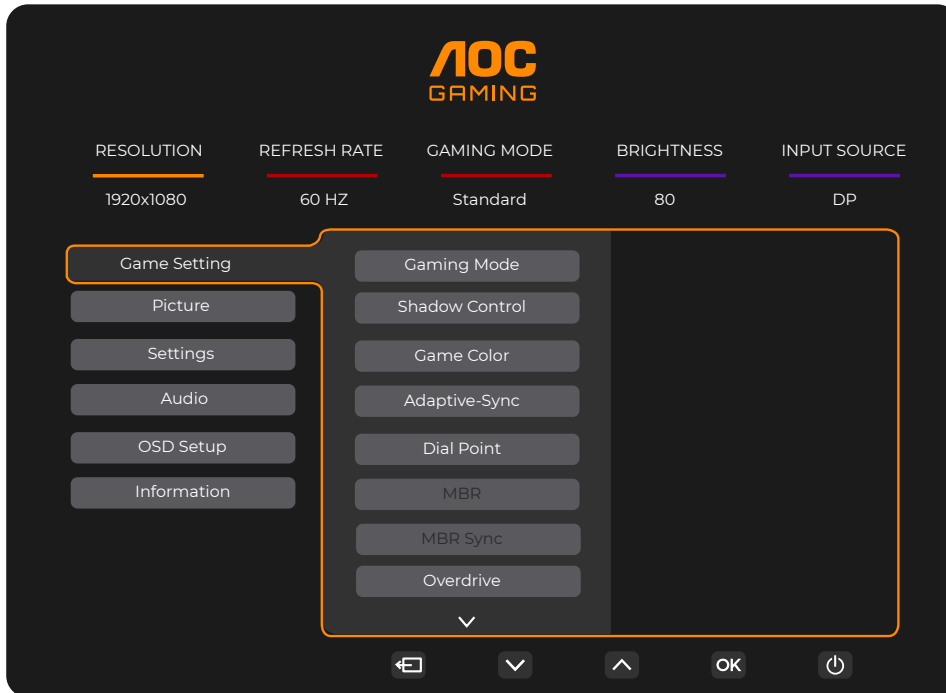 AOC
GAMING
RESOLUTION REFRESH RATE GAMING MODE BRIGHTNESS INPUT SOURCE
1920x1080 60 HZ Standard 80 DP
Game Setting Gaming Mode
Picture Shadow Control
Settings Game Color
Audio Adaptive-Sync
OSD Setup Dial Point
Information MBR
MBR Sync
Overdrive
OK